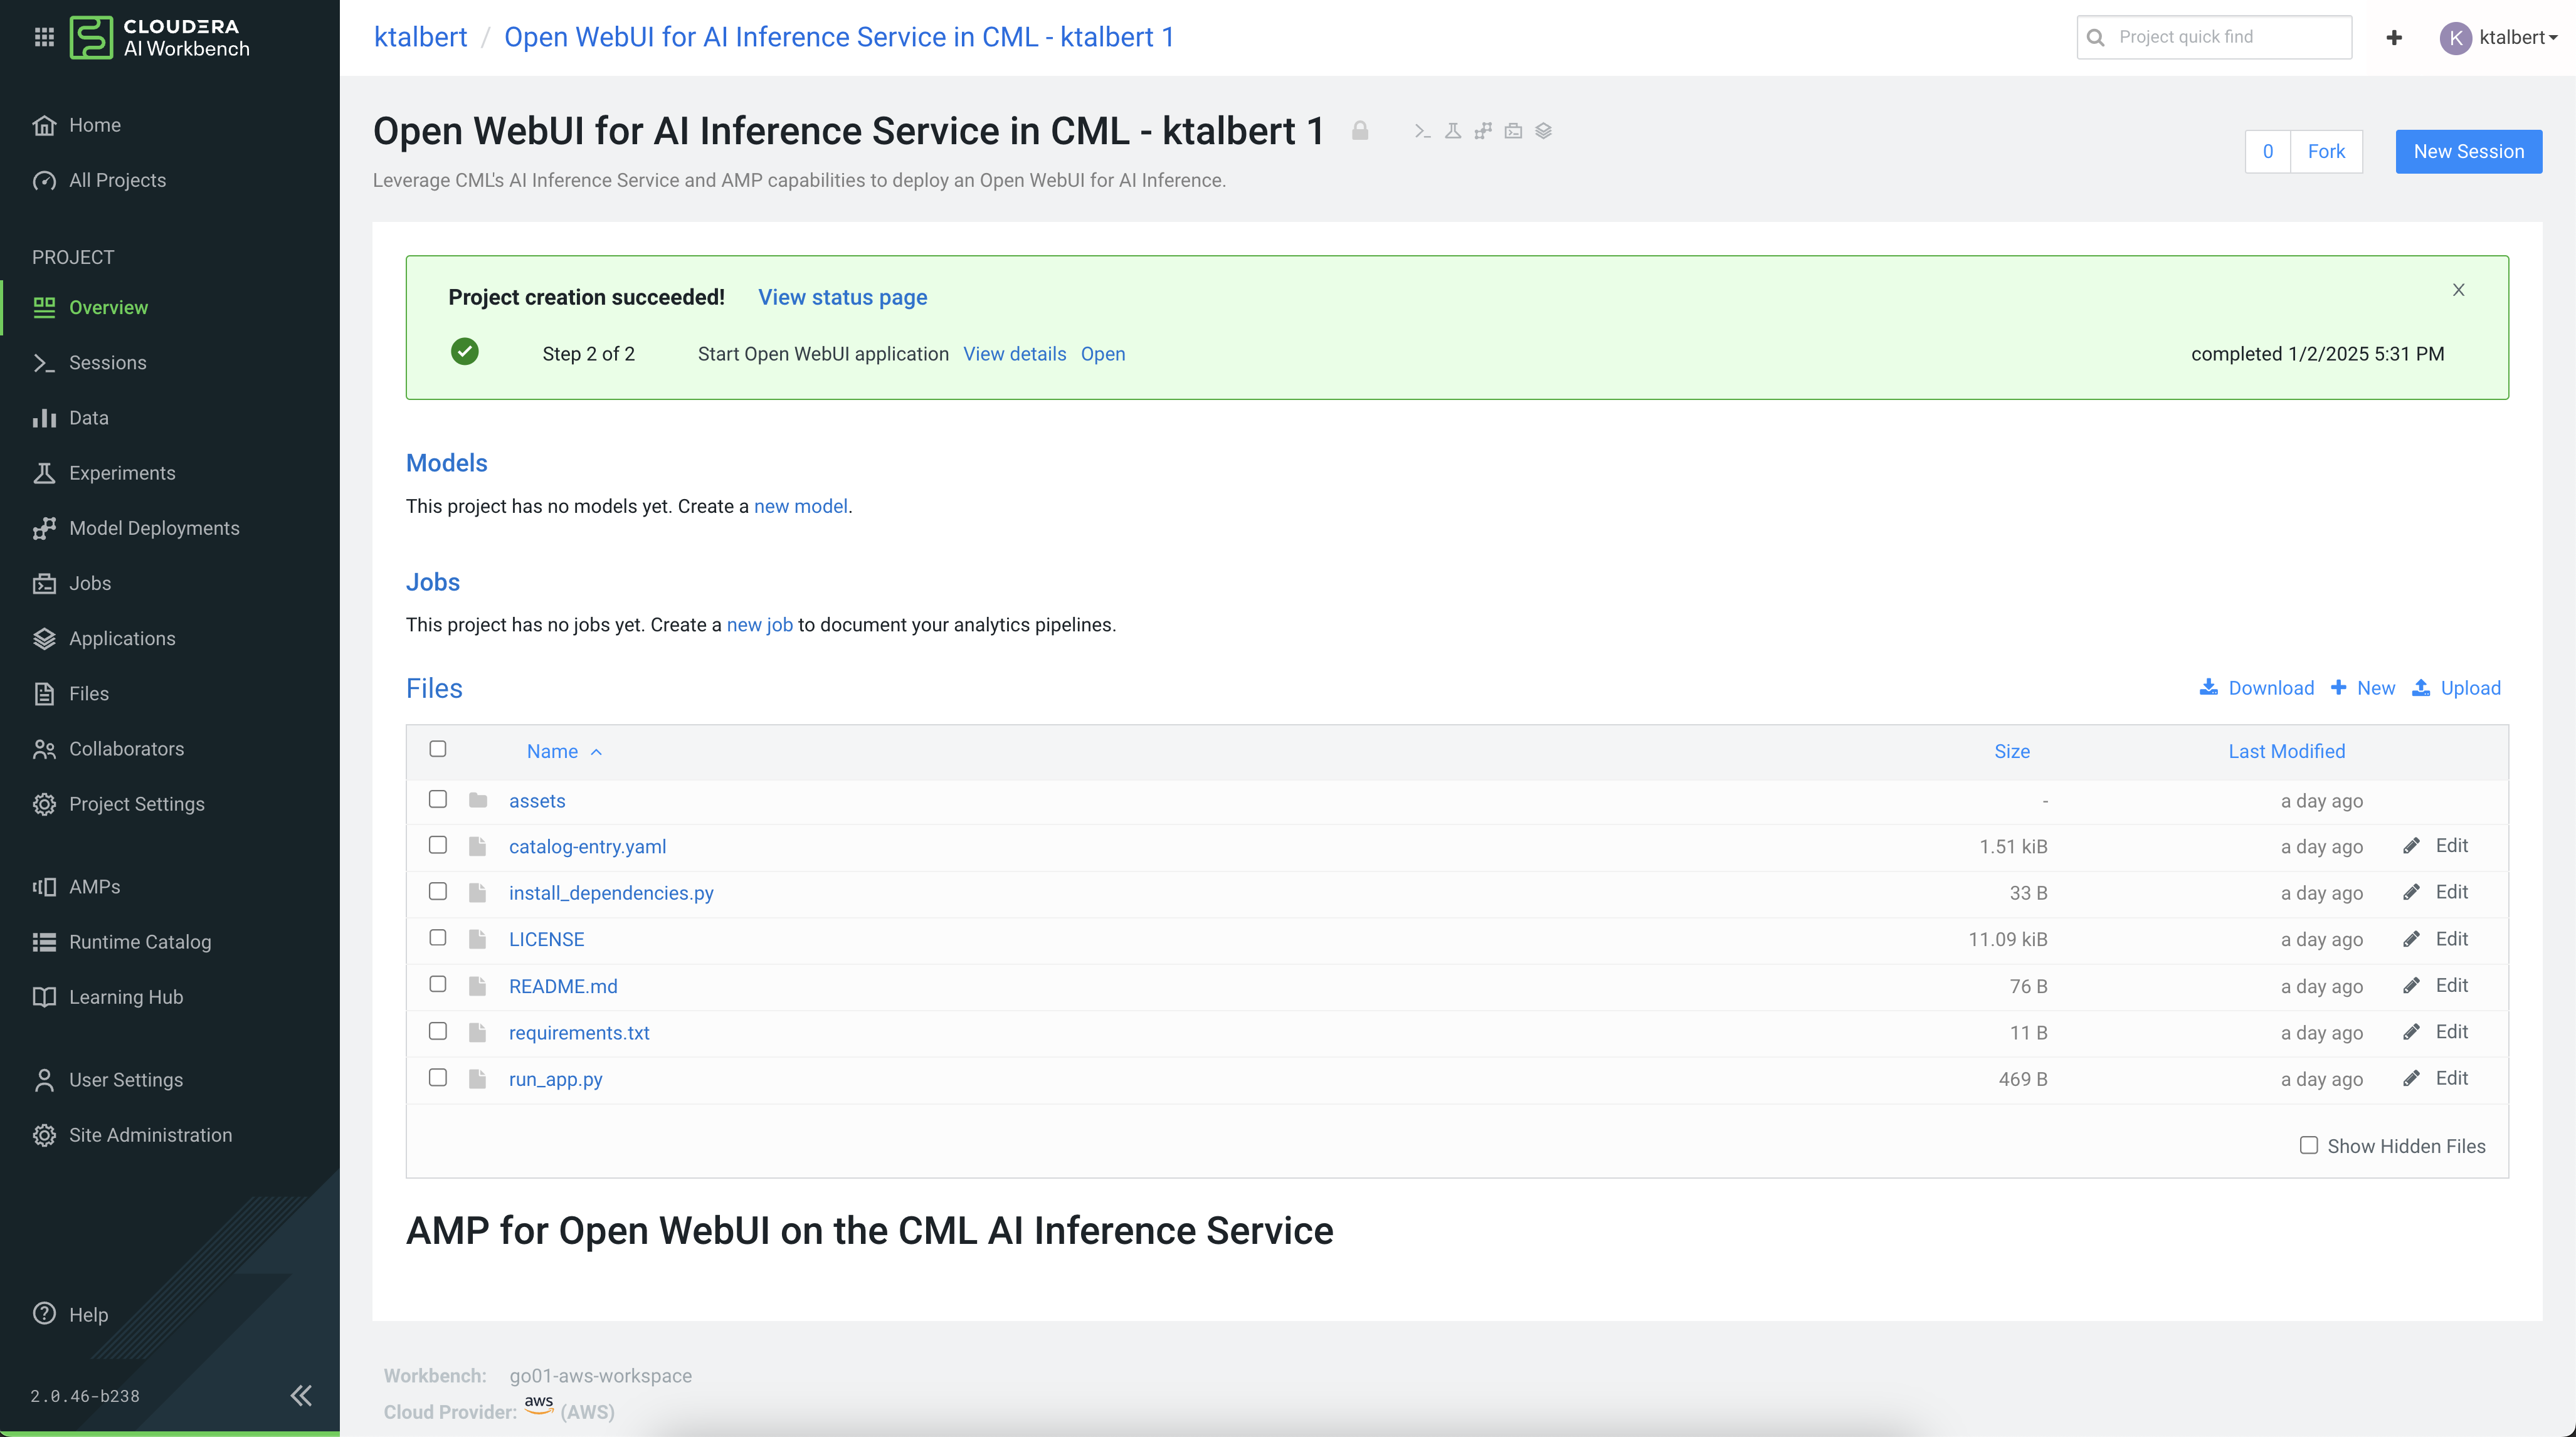 CLOUDERA
AI Workbench
Home
All Projects
PROJECT
Overview
Sessions
Data
Experiments
Model Deployments
Jobs
Applications
Files
Collaborators
Project Settings
AMPs
Runtime Catalog
Learning Hub
User Settings
Site Administration
Help
2.0.46-b238
ktalbert / Open WebUI for AI Inference Service in CML - ktalbert 1
Project quick find
K ktalbert
Open WebUI for AI Inference Service in CML - ktalbert 1
0 Fork New Session
Leverage CML's AI Inference Service and AMP capabilities to deploy an Open WebUI for AI Inference.
Project creation succeeded! View status page
Step 2 of 2 Start Open WebUI application View details Open completed 1/2/2025 5:31 PM
Models
This project has no models yet. Create a new model.
Jobs
This project has no jobs yet. Create a new job to document your analytics pipelines.
Files Download New Upload
Name Size Last Modified
assets - a day ago
catalog-entry.yaml 1.51 kiB a day ago Edit
install_dependencies.py 33 B a day ago Edit
LICENSE 11.09 kiB a day ago Edit
README.md 76 B a day ago Edit
requirements.txt 11 B a day ago Edit
run_app.py 469 B a day ago Edit
Show Hidden Files
AMP for Open WebUI on the CML AI Inference Service
Workbench: go01-aws-workspace
Cloud Provider: aws (AWS)